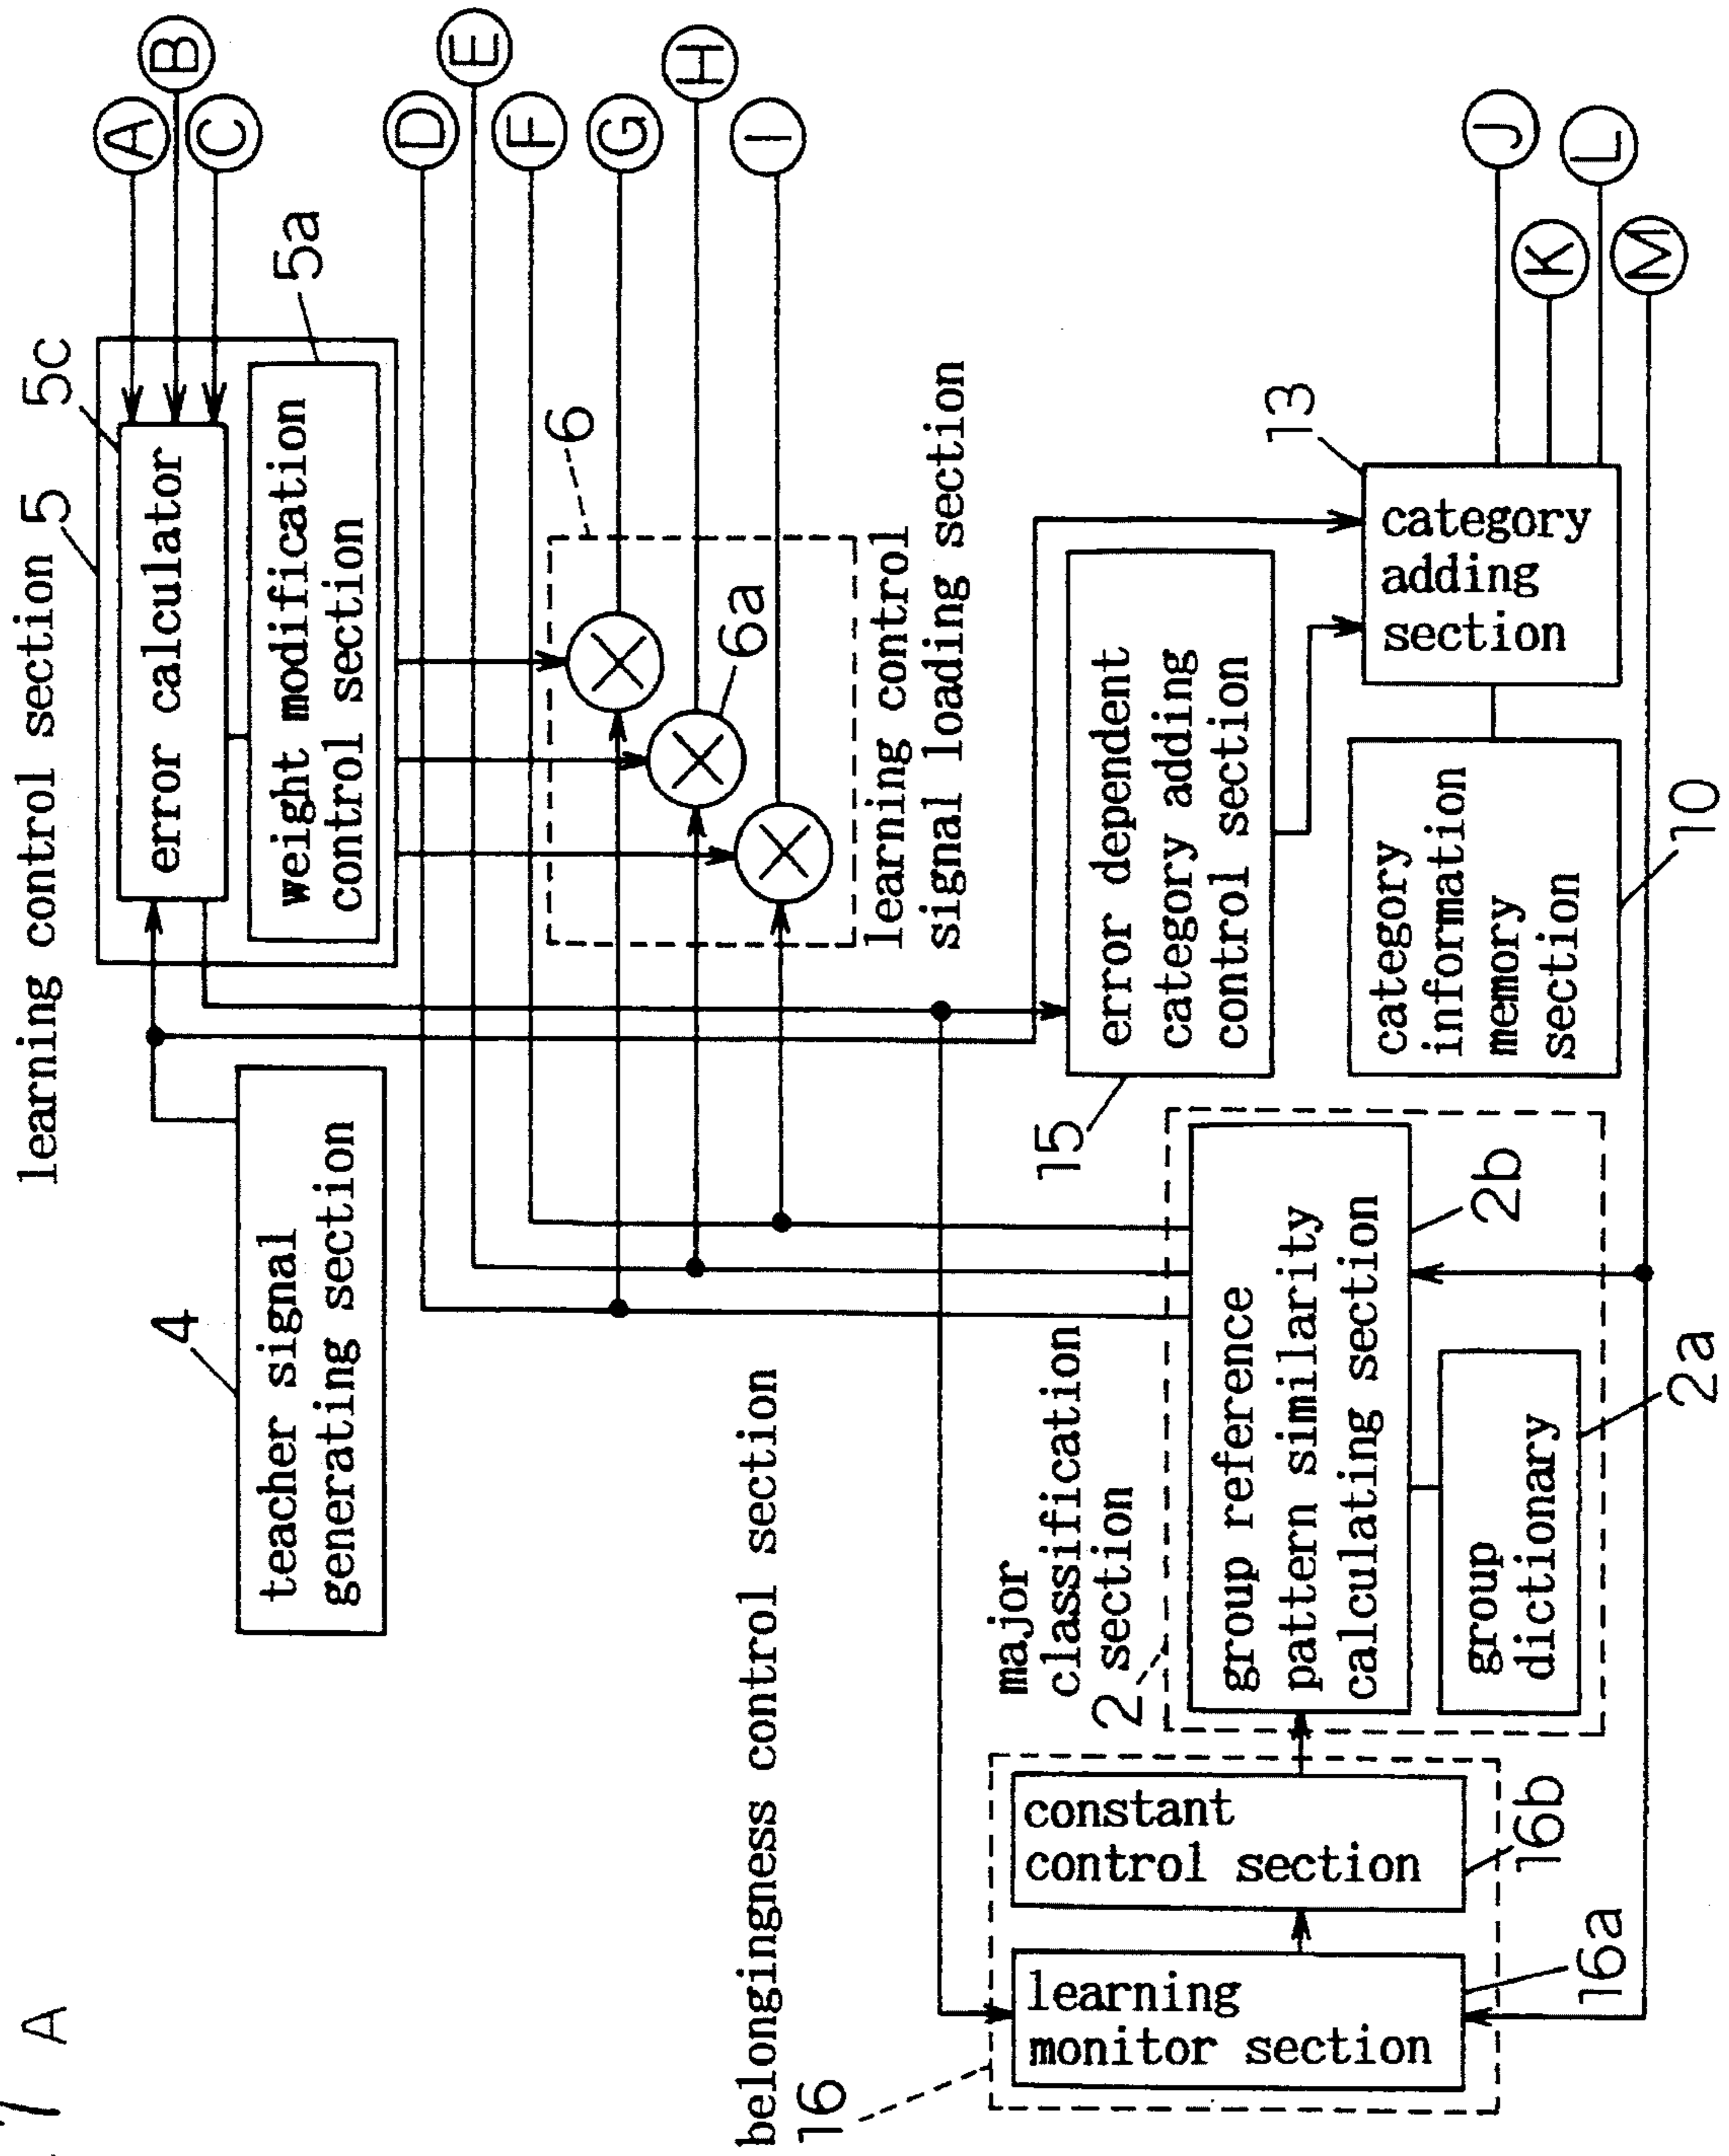 7 A
learning control section 5
5c
error calculator
weight modification
control section
5a
A
B
C
D
E
F
G
H
I
4
teacher signal
generating section
6
6a
learning control
signal loading section
belongingness control section
16
learning
monitor section
16a
constant
control section
16b
major
classification
section
2
group reference
pattern similarity
calculating section
2b
group
dictionary
2a
15
error dependent
category adding
control section
category
information
memory
section
10
13
category
adding
section
J
K
L
M